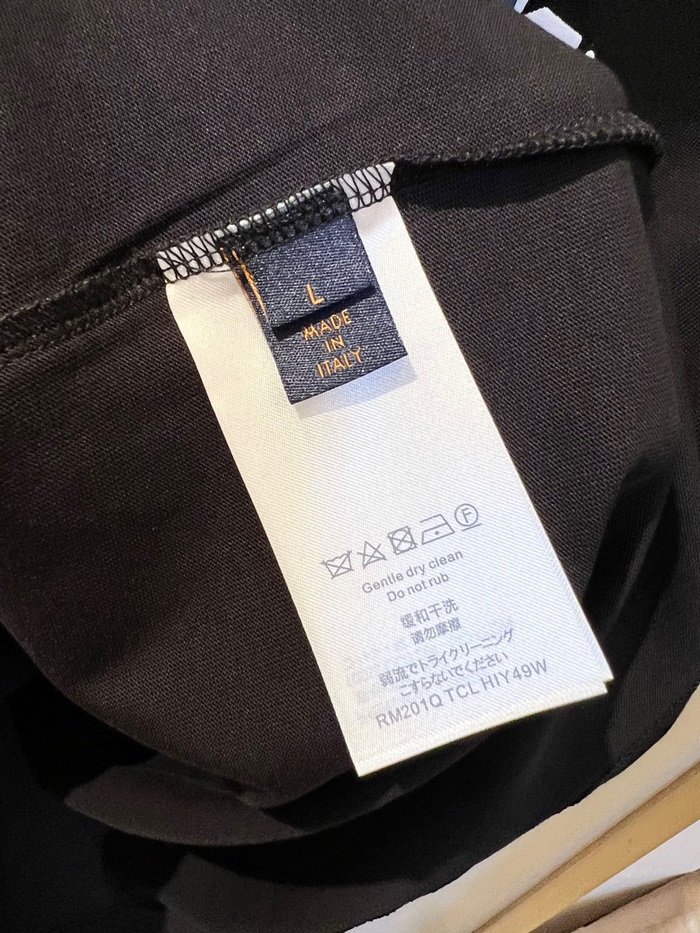 L
MADE
IN
ITALY
F
Gentle dry clean
Do not rub
缓和干洗
请勿摩擦
弱流でトライクリーニング
こすらないでください
RM201Q TCL HIY49W